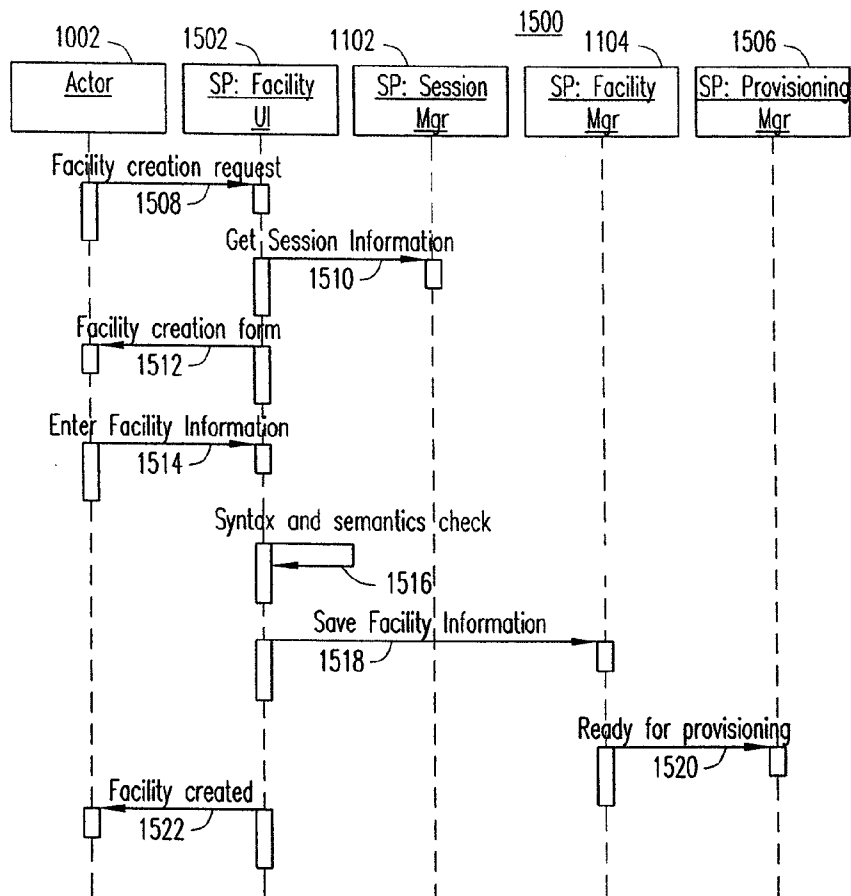 1500
1002
1502
1102
1104
1506
Actor
SP: Facility
UI
SP: Session
Mgr
SP: Facility
Mgr
SP: Provisioning
Mgr
Facility creation request
1508
Get Session Information
1510
Facility creation form
1512
Enter Facility Information
1514
Syntax and semantics check
1516
Save Facility Information
1518
Ready for provisioning
1520
Facility created
1522